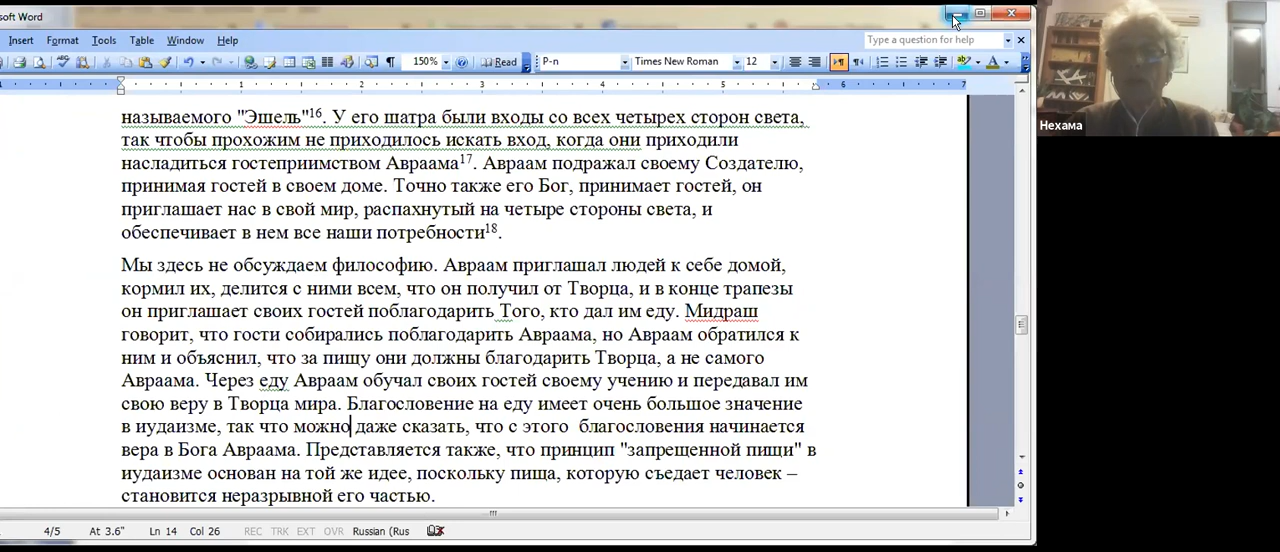 soft Word
Insert Format Tools Table Window Help
Type a question for help
150%
Read
P-n
Times New Roman
12
1 2 3 4 5 6 7
называемого "Эшель"16. У его шатра были входы со всех четырех сторон света,
так чтобы прохожим не приходилось искать вход, когда они приходили
насладиться гостеприимством Авраама17. Авраам подражал своему Создателю,
принимая гостей в своем доме. Точно также его Бог, принимает гостей, он
приглашает нас в свой мир, распахнутый на четыре стороны света, и
обеспечивает в нем все наши потребности18.
Мы здесь не обсуждаем философию. Авраам приглашал людей к себе домой,
кормил их, делится с ними всем, что он получил от Творца, и в конце трапезы
он приглашает своих гостей поблагодарить Того, кто дал им еду. Мидраш
говорит, что гости собирались поблагодарить Авраама, но Авраам обратился к
ним и объяснил, что за пищу они должны благодарить Творца, а не самого
Авраама. Через еду Авраам обучал своих гостей своему учению и передавал им
свою веру в Творца мира. Благословение на еду имеет очень большое значение
в иудаизме, так что можно даже сказать, что с этого благословения начинается
вера в Бога Авраама. Представляется также, что принцип "запрещенной пищи" в
иудаизме основан на той же идее, поскольку пища, которую съедает человек –
становится неразрывной его частью.
4/5 At 3.6" Ln 14 Col 26 REC TRK EXT OVR Russian (Rus
Нехама